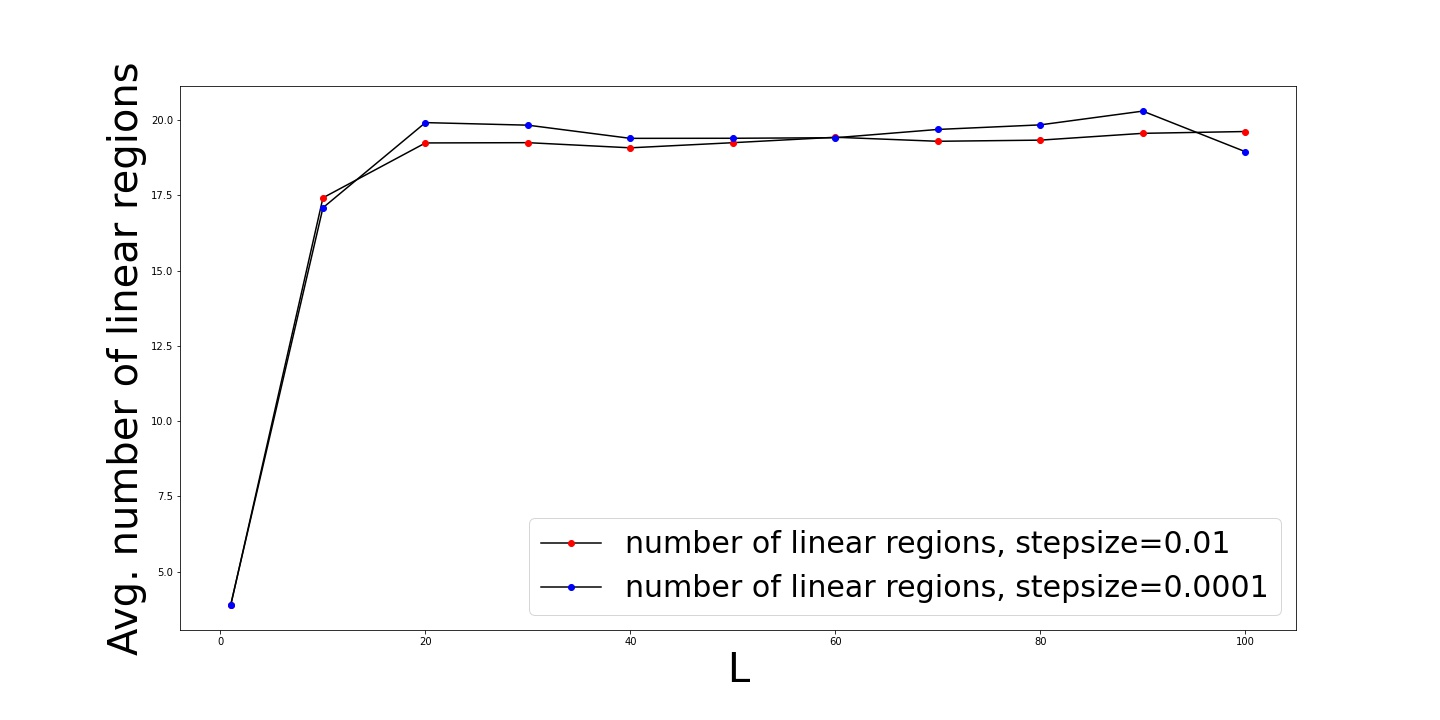 Avg. number of linear regions
20.0
17.5
15.0
12.5
10.0
7.5
5.0
number of linear regions, stepsize=0.01
number of linear regions, stepsize=0.0001
0 20 40 60 80 100
L